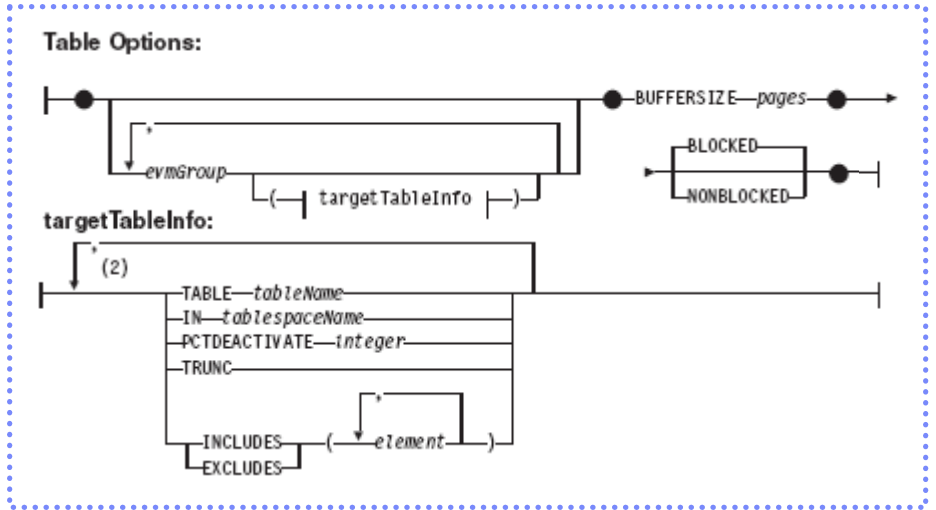 Table Options:
BUFFERSIZE pages
,
BLOCKED
evmGroup
( targetTableInfo )
NONBLOCKED
targetTableInfo:
,
(2)
TABLE tableName
IN tablespaceName
PCTDEACTIVATE integer
TRUNC
,
INCLUDES ( element )
EXCLUDES